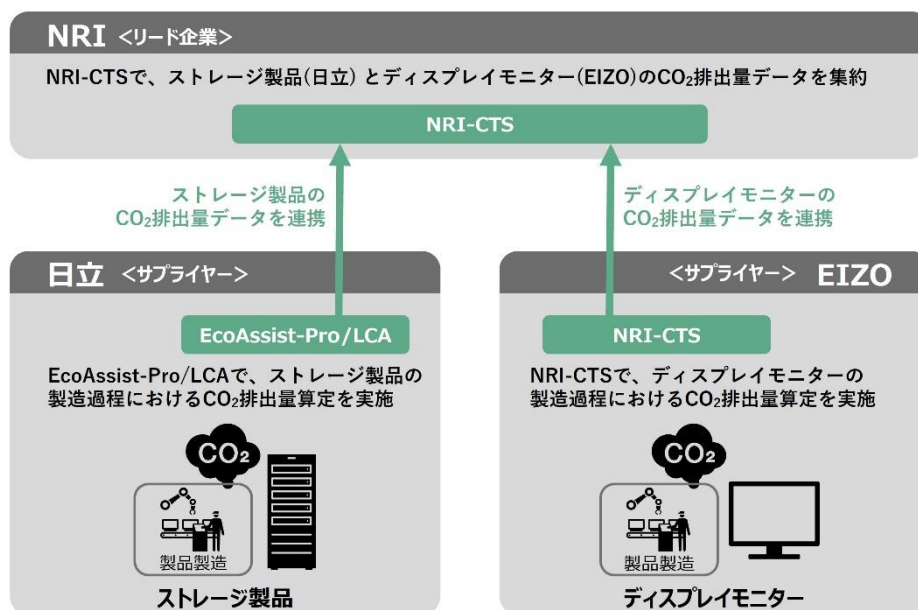 NRI <リード企業>
NRI-CTSで、ストレージ製品(日立) とディスプレイモニター(EIZO)のCO₂排出量データを集約
NRI-CTS
ストレージ製品の
CO₂排出量データを連携
ディスプレイモニターの
CO₂排出量データを連携
日立 <サプライヤー>
EcoAssist-Pro/LCA
EcoAssist-Pro/LCAで、ストレージ製品の
製造過程におけるCO₂排出量算定を実施
CO₂
製品製造
ストレージ製品
<サプライヤー> EIZO
NRI-CTS
NRI-CTSで、ディスプレイモニターの
製造過程におけるCO₂排出量算定を実施
CO₂
製品製造
ディスプレイモニター